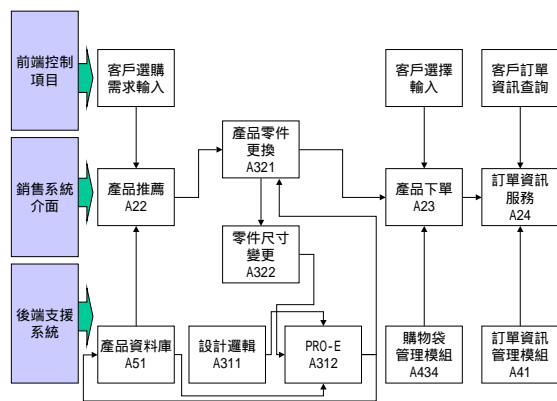 前端控制
項目
客戶選購
需求輸入
客戶選擇
輸入
客戶訂單
資訊查詢
產品零件
更換
A321
銷售系統
介面
產品推薦
A22
產品下單
A23
訂單資訊
服務
A24
零件尺寸
變更
A322
後端支援
系統
產品資料庫
A51
設計邏輯
A311
PRO-E
A312
購物袋
管理模組
A434
訂單資訊
管理模組
A41